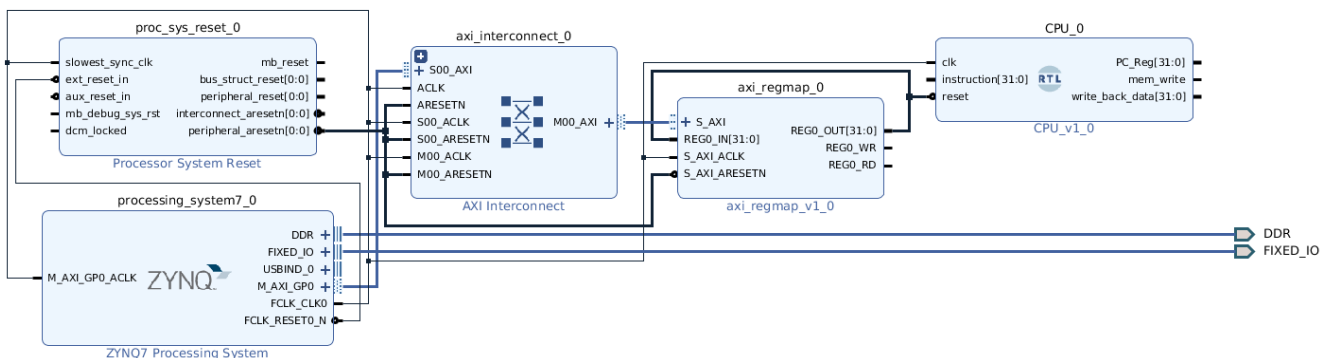 proc_sys_reset_0
slowest_sync_clk
ext_reset_in
aux_reset_in
mb_debug_sys_rst
dcm_locked
mb_reset
bus_struct_reset[0:0]
peripheral_reset[0:0]
interconnect_aresetn[0:0]
peripheral_aresetn[0:0]
Processor System Reset
axi_interconnect_0
S00_AXI
ACLK
ARESETN
S00_ACLK
S00_ARESETN
M00_ACLK
M00_ARESETN
M00_AXI
AXI Interconnect
axi_regmap_0
S_AXI
REG0_IN[31:0]
S_AXI_ACLK
S_AXI_ARESETN
REG0_OUT[31:0]
REG0_WR
REG0_RD
axi_regmap_v1_0
CPU_0
clk
instruction[31:0]
reset
RTL
PC_Reg[31:0]
mem_write
write_back_data[31:0]
CPU_v1_0
processing_system7_0
M_AXI_GP0_ACLK
ZYNQ
DDR
FIXED_IO
USBIND_0
M_AXI_GP0
FCLK_CLK0
FCLK_RESET0_N
ZYNQ7 Processing System
DDR
FIXED_IO